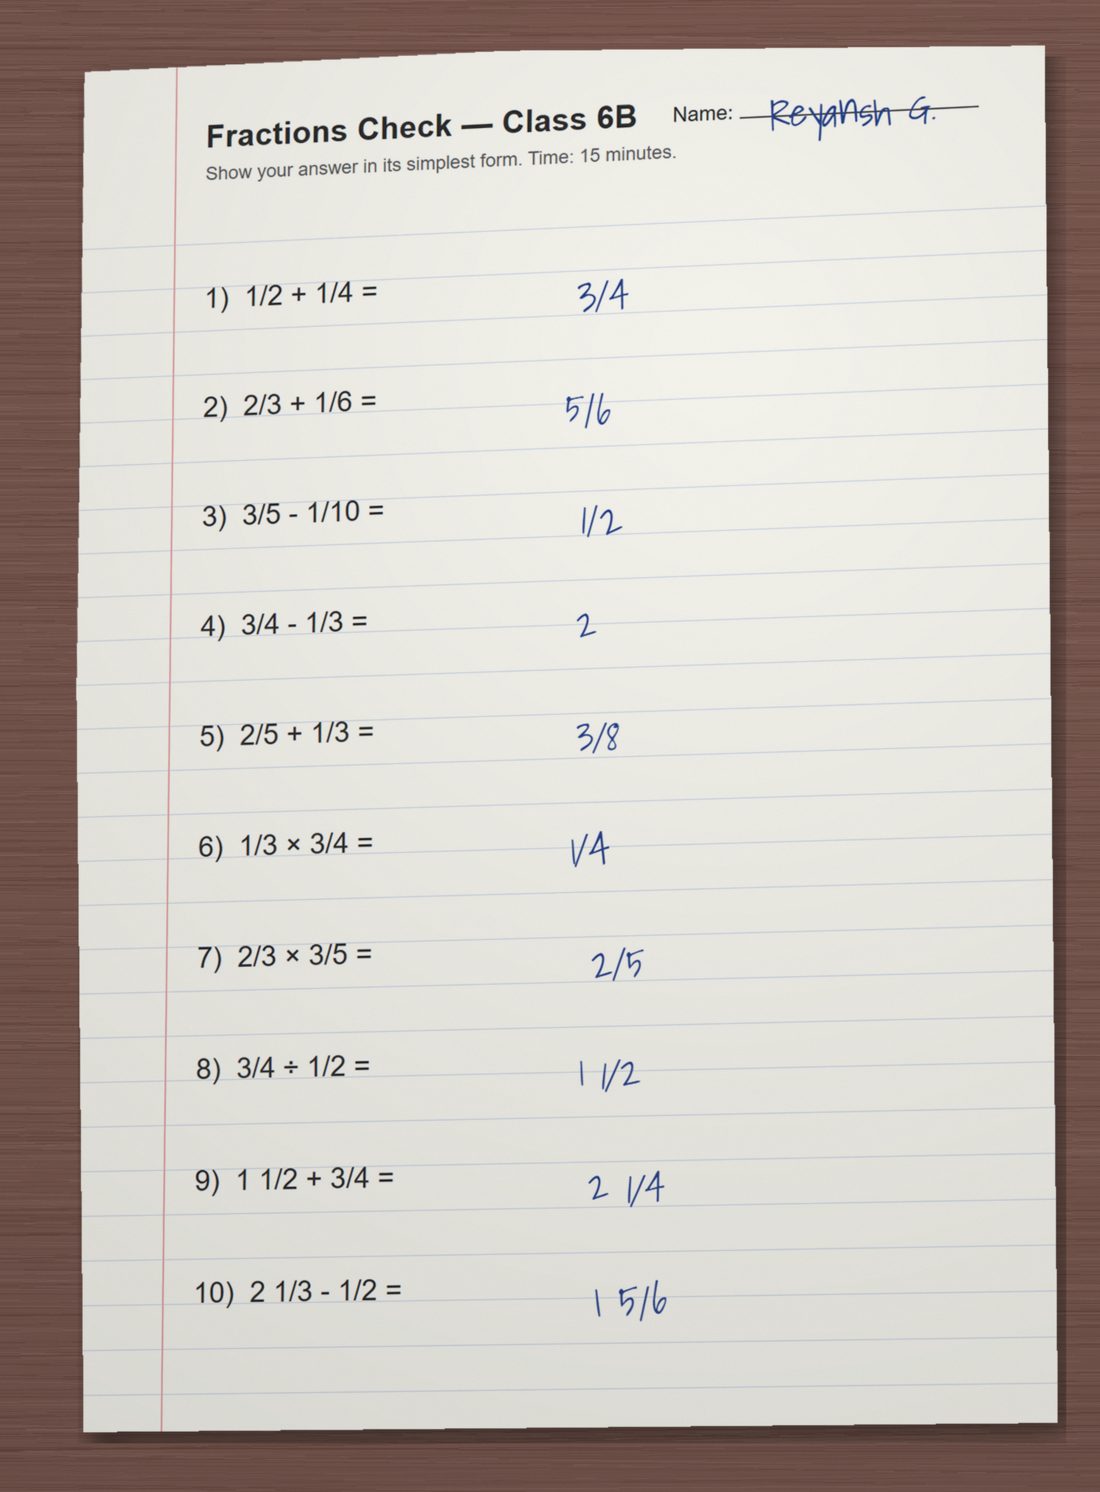 Fractions Check — Class 6B Name: Reyansh G.
Show your answer in its simplest form. Time: 15 minutes.
1) 1/2 + 1/4 = 3/4
2) 2/3 + 1/6 = 5/6
3) 3/5 - 1/10 = 1/2
4) 3/4 - 1/3 = 2
5) 2/5 + 1/3 = 3/8
6) 1/3 × 3/4 = 1/4
7) 2/3 × 3/5 = 2/5
8) 3/4 ÷ 1/2 = 1 1/2
9) 1 1/2 + 3/4 = 2 1/4
10) 2 1/3 - 1/2 = 1 5/6